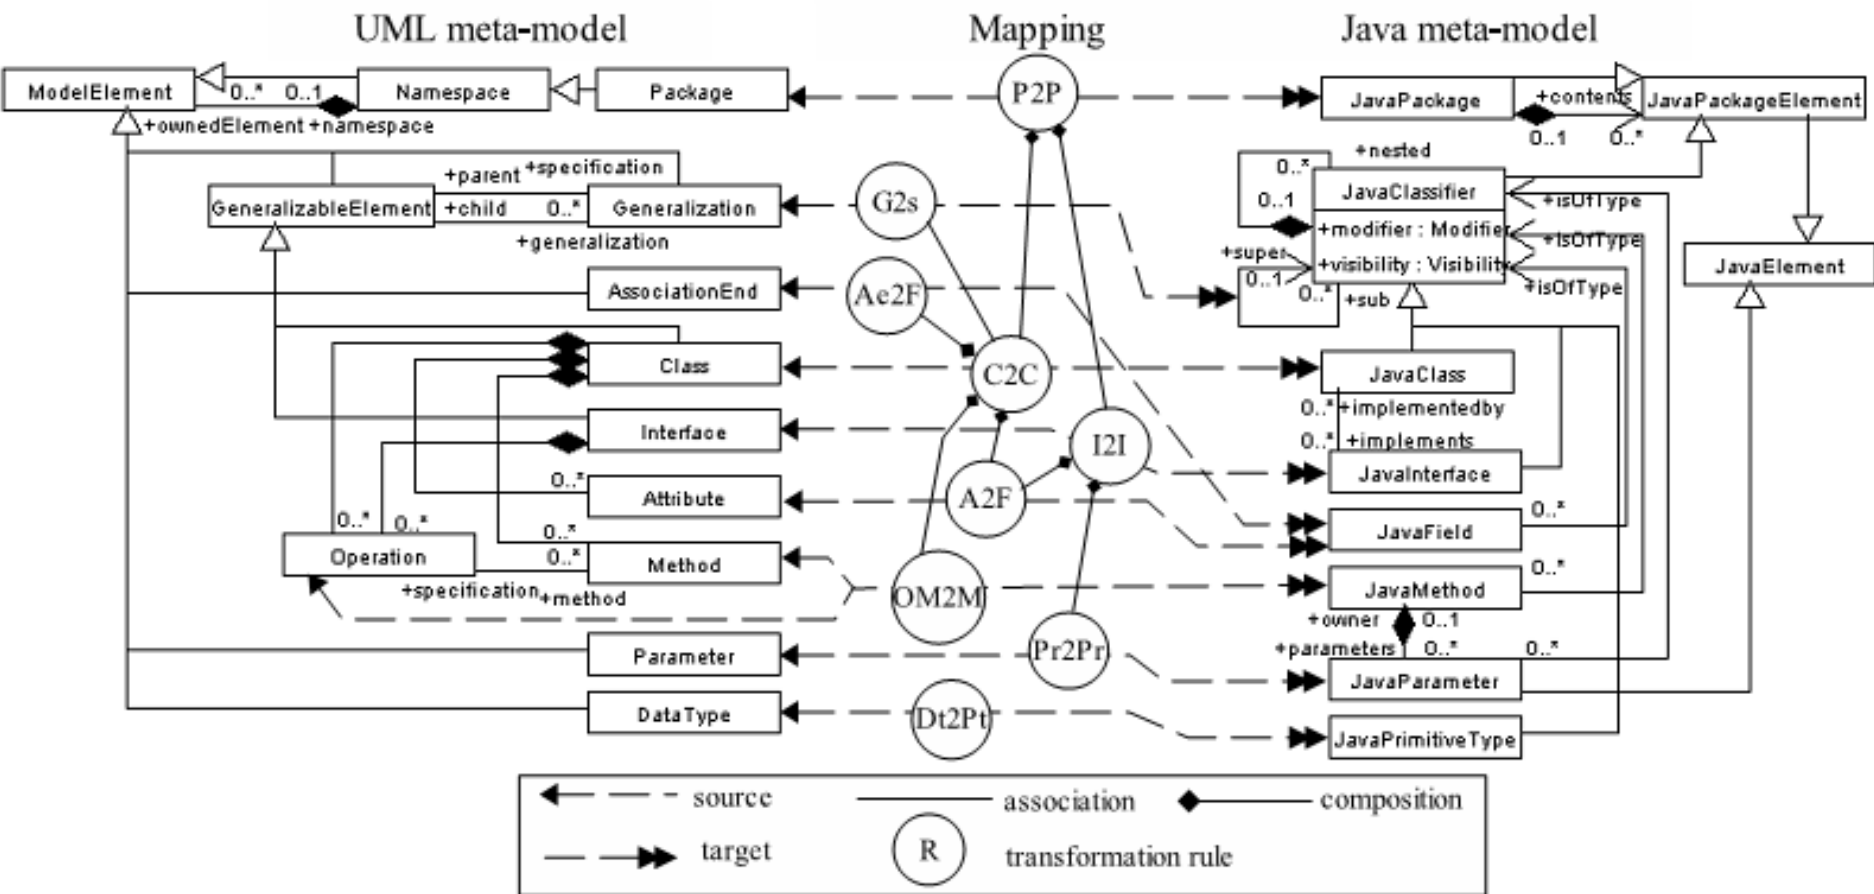 UML meta-model Mapping Java meta-model
ModelElement 0..* 0..1 Namespace Package P2P JavaPackage +contents JavaPackageElement
+ownedElement +namespace 0..1 0..*
+parent +specification G2s 0..* +nested
GeneralizableElement +child 0..* Generalization 0..1 JavaClassifier +isOfType
+generalization +modifier : Modifier +isOfType
+super +visibility : Visibility JavaElement
AssociationEnd Ae2F 0..1 0..* +sub +isOfType
Class C2C JavaClass
0..* +implementedby
Interface I2I 0..* +implements
JavaInterface
0..* Attribute A2F 0..*
0..* 0..* 0..* JavaField
Operation 0..* Method 0..*
+specification +method OM2M JavaMethod
+owner 0..1
Parameter Pr2Pr +parameters 0..* 0..*
JavaParameter
DataType Dt2Pt JavaPrimitiveType
source association composition
target R transformation rule